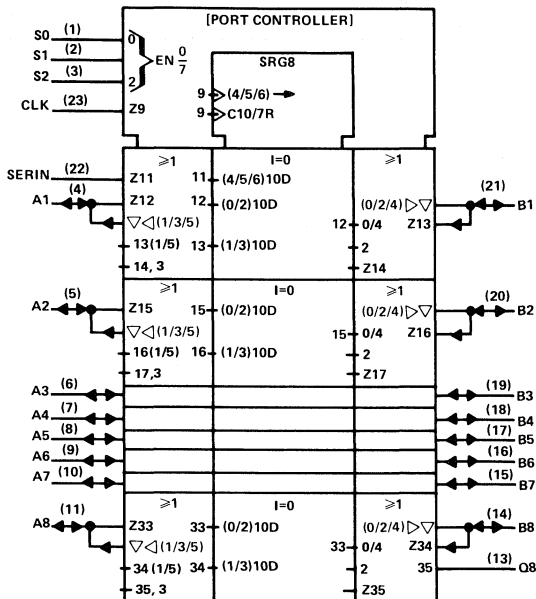 [PORT CONTROLLER]
S0 (1) 0
S1 (2) EN 0/7
S2 (3) 2
CLK (23) Z9
SRG8
9 (4/5/6)
9 C10/7R
≥1 I=0 ≥1
SERIN (22) Z11 11 (4/5/6)10D
A1 (4) Z12 12 (0/2)10D (0/2/4) ▷▽ (21) B1
▽◁(1/3/5) 12 0/4 Z13
13(1/5) 13 (1/3)10D 2
14, 3 Z14
≥1 I=0 ≥1
A2 (5) Z15 15 (0/2)10D (0/2/4) ▷▽ (20) B2
▽◁(1/3/5) 15 0/4 Z16
16(1/5) 16 (1/3)10D 2
17,3 Z17
A3 (6) (19) B3
A4 (7) (18) B4
A5 (8) (17) B5
A6 (9) (16) B6
A7 (10) (15) B7
≥1 I=0 ≥1
A8 (11) Z33 33 (0/2)10D (0/2/4) ▷▽ (14) B8
▽◁(1/3/5) 33 0/4 Z34
34 (1/5) 34 (1/3)10D 2 35 (13) Q8
35, 3 Z35